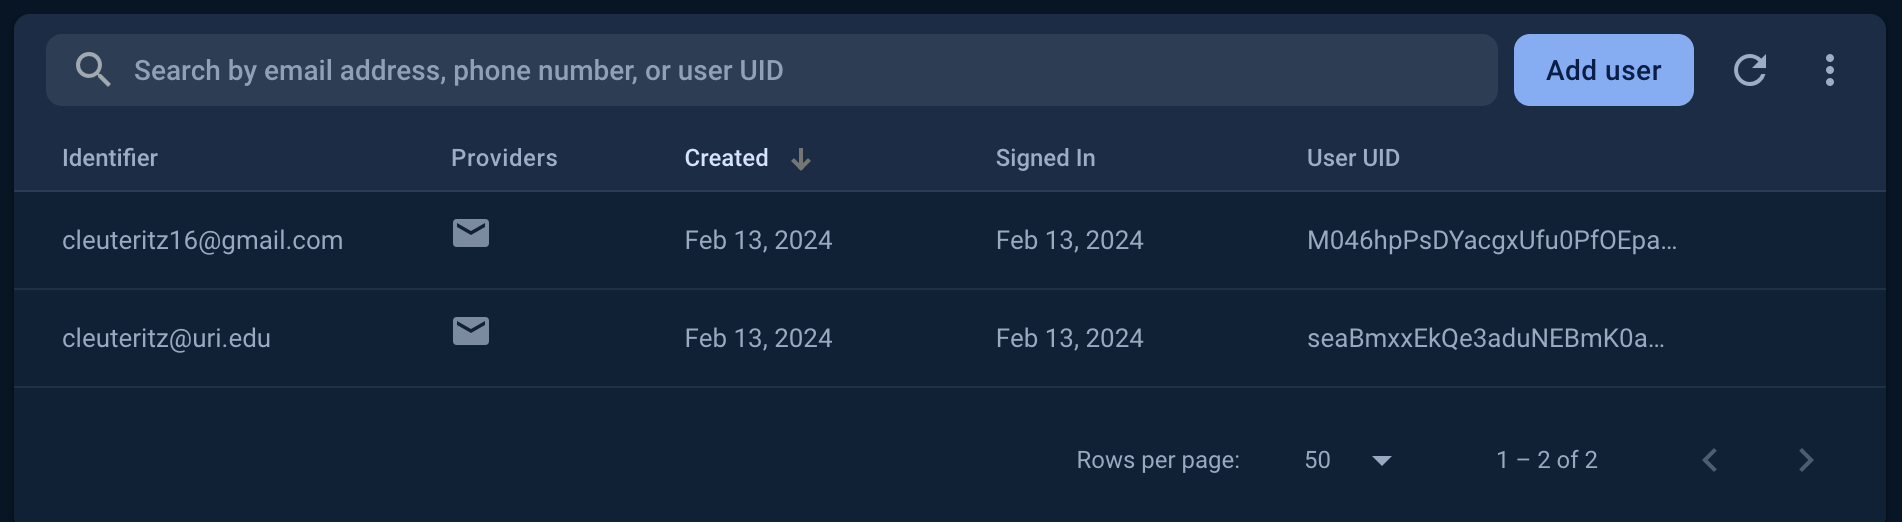 Search by email address, phone number, or user UID
Add user
Identifier Providers Created Signed In User UID
cleuteritz16@gmail.com Feb 13, 2024 Feb 13, 2024 M046hpPsDYacgxUfu0PfOEpa...
cleuteritz@uri.edu Feb 13, 2024 Feb 13, 2024 seaBmxxEkQe3aduNEBmK0a...
Rows per page: 50 1 – 2 of 2